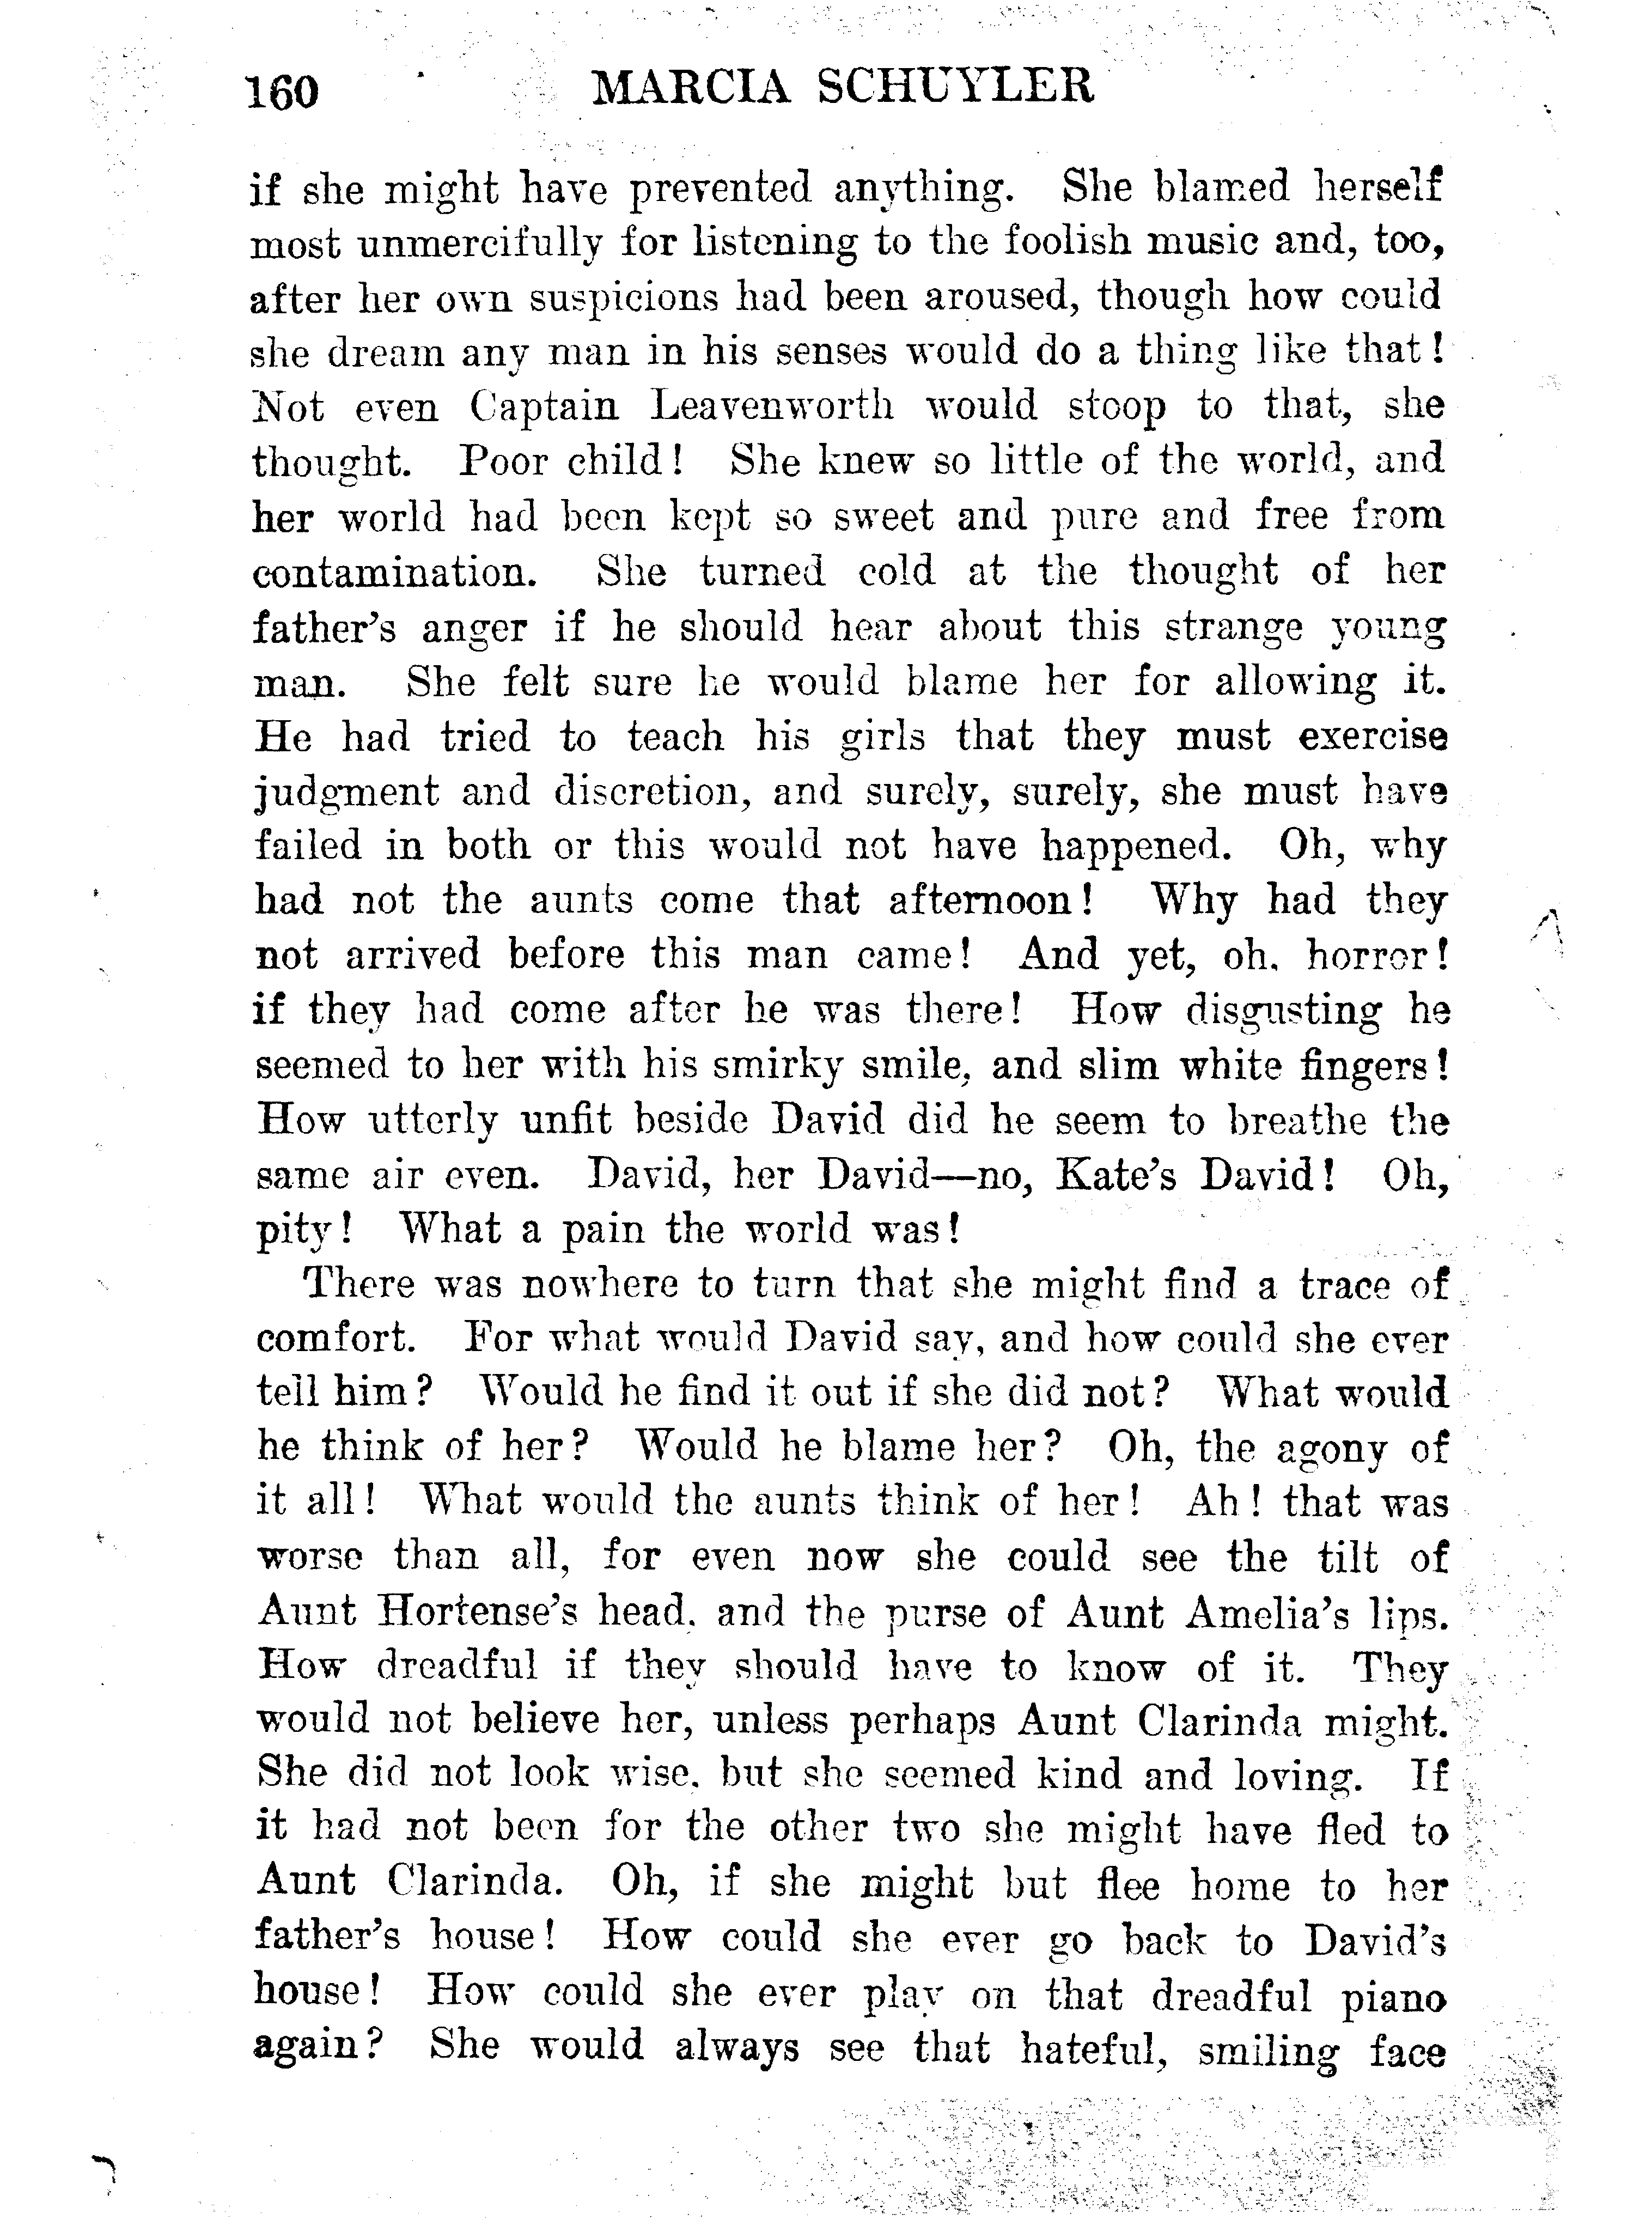 160 MARCIA SCHUYLER
if she might have prevented anything. She blamed herself
most unmercifully for listening to the foolish music and, too,
after her own suspicions had been aroused, though how could
she dream any man in his senses would do a thing like that!
Not even Captain Leavenworth would stoop to that, she
thought. Poor child! She knew so little of the world, and
her world had been kept so sweet and pure and free from
contamination. She turned cold at the thought of her
father's anger if he should hear about this strange young
man. She felt sure he would blame her for allowing it.
He had tried to teach his girls that they must exercise
judgment and discretion, and surely, surely, she must have
failed in both or this would not have happened. Oh, why
had not the aunts come that afternoon! Why had they
not arrived before this man came! And yet, oh, horror!
if they had come after he was there! How disgusting he
seemed to her with his smirky smile, and slim white fingers!
How utterly unfit beside David did he seem to breathe the
same air even. David, her David—no, Kate's David! Oh,
pity! What a pain the world was!
There was nowhere to turn that she might find a trace of
comfort. For what would David say, and how could she ever
tell him? Would he find it out if she did not? What would
he think of her? Would he blame her? Oh, the agony of
it all! What would the aunts think of her! Ah! that was
worse than all, for even now she could see the tilt of
Aunt Hortense's head, and the purse of Aunt Amelia's lips.
How dreadful if they should have to know of it. They
would not believe her, unless perhaps Aunt Clarinda might.
She did not look wise, but she seemed kind and loving. If
it had not been for the other two she might have fled to
Aunt Clarinda. Oh, if she might but flee home to her
father's house! How could she ever go back to David's
house! How could she ever play on that dreadful piano
again? She would always see that hateful, smiling face